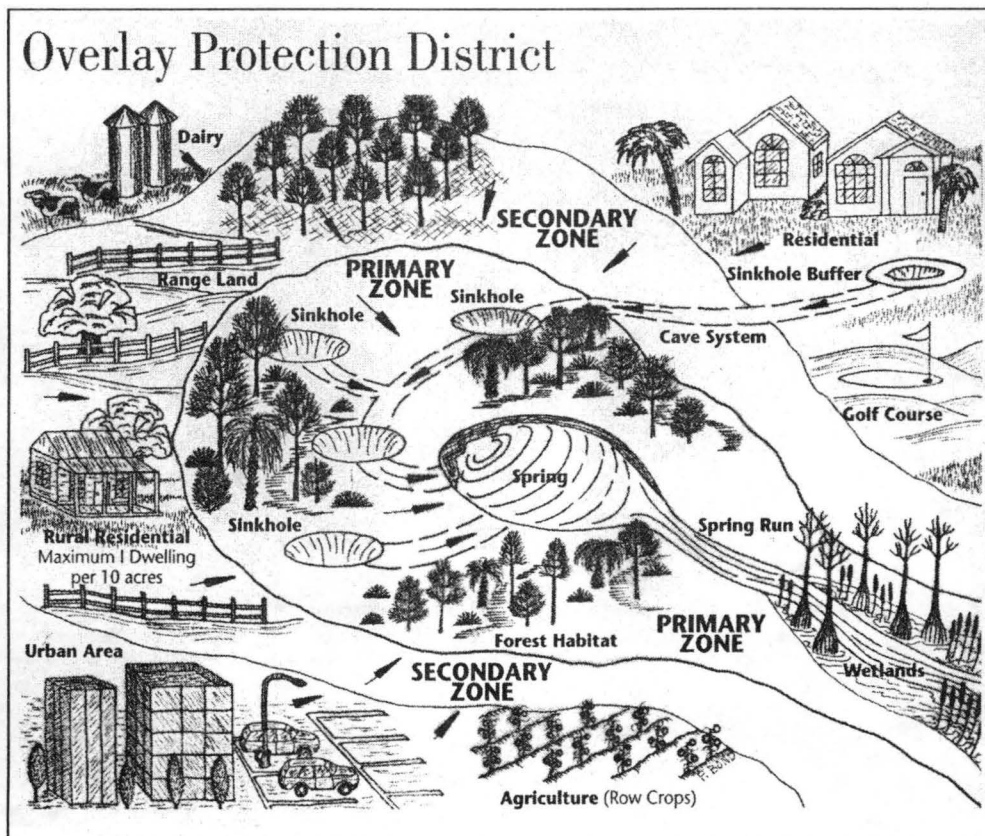 Overlay Protection District
Dairy
SECONDARY
ZONE
Residential
Range Land
PRIMARY
ZONE
Sinkhole Buffer
Sinkhole
Sinkhole
Cave System
Golf Course
Spring
Sinkhole
Spring Run
Rural Residential
Maximum 1 Dwelling
per 10 acres
Forest Habitat
PRIMARY
ZONE
Urban Area
SECONDARY
ZONE
Wetlands
Agriculture (Row Crops)